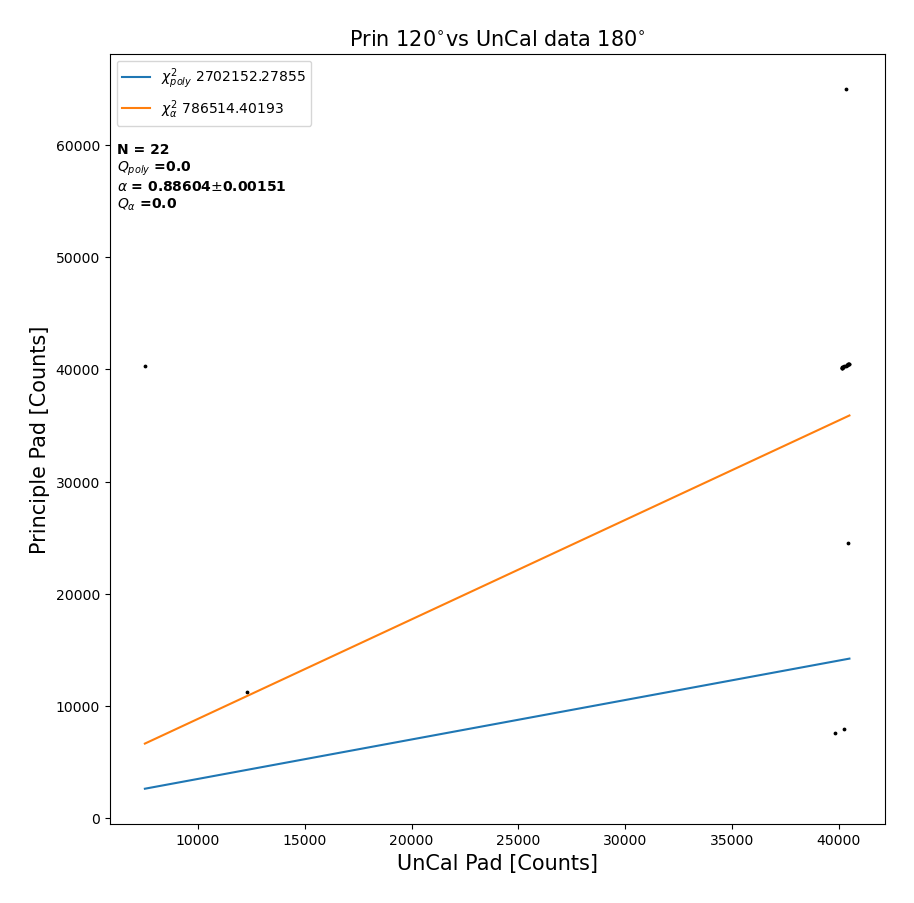 Prin 120°vs UnCal data 180°
χ²poly 2702152.27855
χ²α 786514.40193
N = 22
Qpoly =0.0
α = 0.88604±0.00151
Qα =0.0
60000
50000
40000
30000
20000
10000
0
Principle Pad [Counts]
10000 15000 20000 25000 30000 35000 40000
UnCal Pad [Counts]